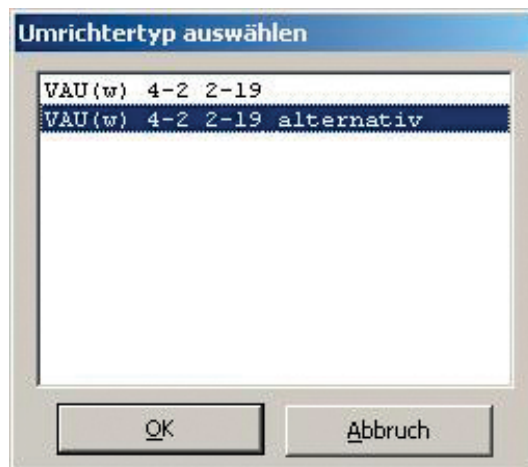 Umrichtertyp auswählen
VAU(w) 4-2 2-19
VAU(w) 4-2 2-19 alternativ
OK
Abbruch